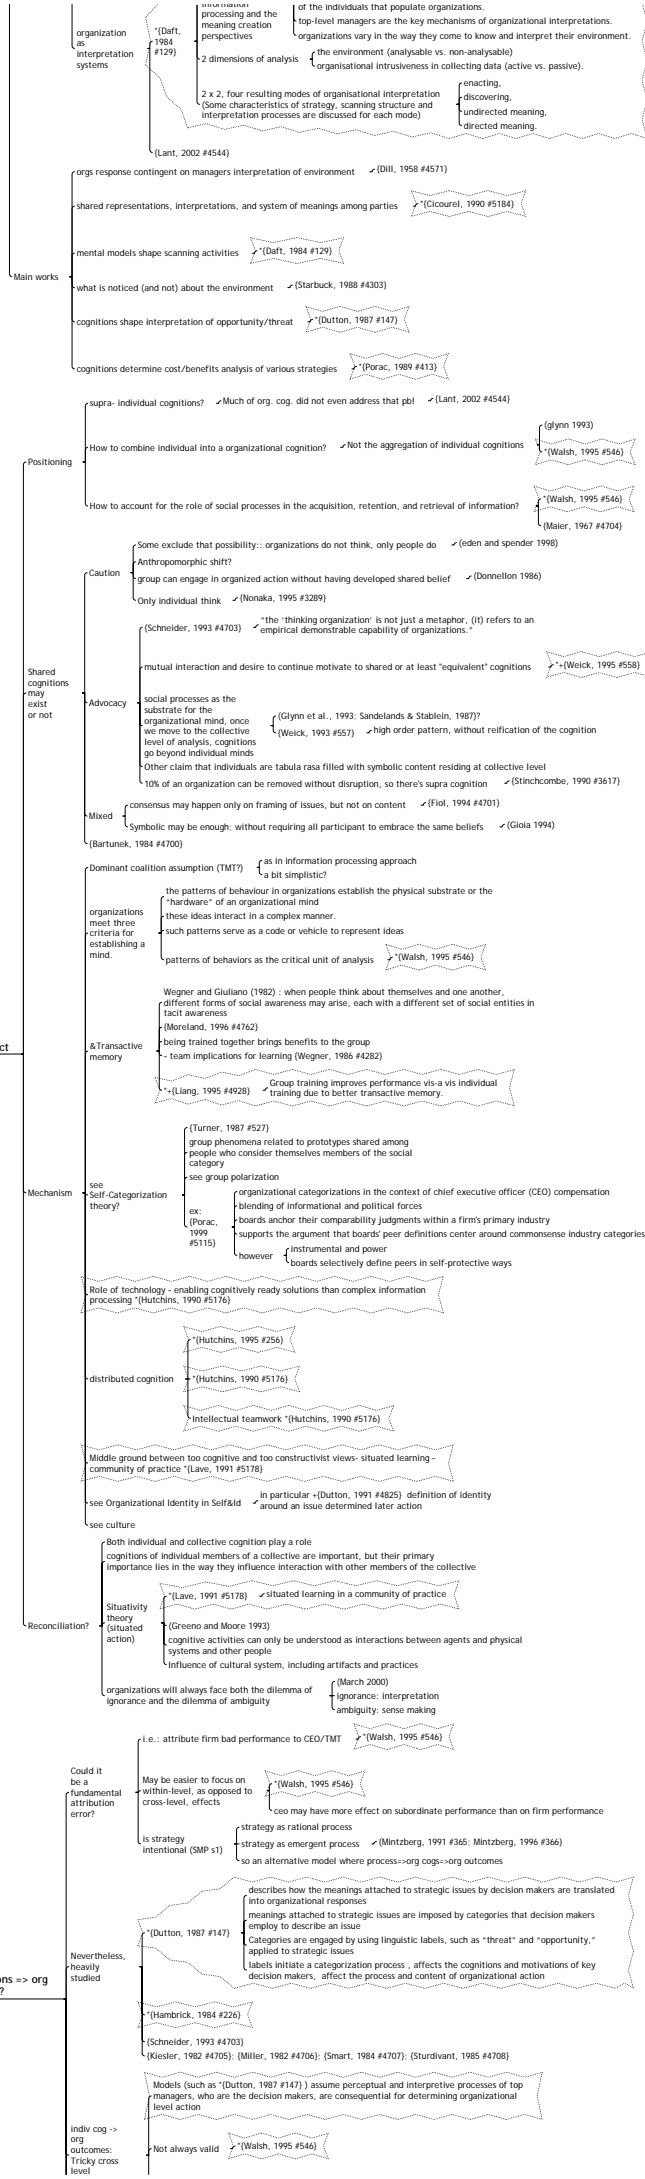 information
processing and the
meaning creation
perspectives
of the individuals that populate organizations.
top-level managers are the key mechanisms of organizational interpretations.
organizations vary in the way they come to know and interpret their environment.
organization
as
interpretation
systems
*{Daft,
1984
#129}
2 dimensions of analysis
the environment (analysable vs. non-analysable)
organisational intrusiveness in collecting data (active vs. passive).
2 x 2, four resulting modes of organisational interpretation
(Some characteristics of strategy, scanning structure and
interpretation processes are discussed for each mode)
enacting,
discovering,
undirected meaning,
directed meaning.
{Lant, 2002 #4544}
Main works
orgs response contingent on managers interpretation of environment
{Dill, 1958 #4571}
shared representations, interpretations, and system of meanings among parties
*{Cicourel, 1990 #5184}
mental models shape scanning activities
*{Daft, 1984 #129}
what is noticed (and not) about the environment
{Starbuck, 1988 #4303}
cognitions shape interpretation of opportunity/threat
*{Dutton, 1987 #147}
cognitions determine cost/benefits analysis of various strategies
*{Porac, 1989 #413}
Positioning
supra- individual cognitions?
Much of org. cog. did not even address that pb!
{Lant, 2002 #4544}
How to combine individual into a organizational cognition?
Not the aggregation of individual cognitions
(glynn 1993)
*{Walsh, 1995 #546}
How to account for the role of social processes in the acquisition, retention, and retrieval of information?
*{Walsh, 1995 #546}
{Maier, 1967 #4704}
Shared
cognitions
may
exist
or not
Caution
Some exclude that possibility:: organizations do not think, only people do
(eden and spender 1998)
Anthropomorphic shift?
group can engage in organized action without having developed shared belief
(Donnellon 1986)
Only individual think
{Nonaka, 1995 #3289}
Advocacy
{Schneider, 1993 #4703}
“the ‘thinking organization’ is not just a metaphor, (it) refers to an
empirical demonstrable capability of organizations.”
mutual interaction and desire to continue motivate to shared or at least "equivalent" cognitions
*+{Weick, 1995 #558}
social processes as the
substrate for the
organizational mind, once
we move to the collective
level of analysis, cognitions
go beyond individual minds
(Glynn et al., 1993; Sandelands & Stablein, 1987)?
{Weick, 1993 #557}
high order pattern, without reification of the cognition
Other claim that individuals are tabula rasa filled with symbolic content residing at collective level
10% of an organization can be removed without disruption, so there's supra cognition
{Stinchcombe, 1990 #3617}
Mixed
consensus may happen only on framing of issues, but not on content
{Fiol, 1994 #4701}
Symbolic may be enough; without requiring all participant to embrace the same beliefs
(Gioia 1994)
{Bartunek, 1984 #4700}
ct
Mechanism
Dominant coalition assumption (TMT?)
as in information processing approach
a bit simplistic?
organizations
meet three
criteria for
establishing a
mind.
the patterns of behaviour in organizations establish the physical substrate or the
“hardware” of an organizational mind
these ideas interact in a complex manner.
such patterns serve as a code or vehicle to represent ideas
patterns of behaviors as the critical unit of analysis
*{Walsh, 1995 #546}
&Transactive
memory
Wegner and Giuliano (1982) : when people think about themselves and one another,
different forms of social awareness may arise, each with a different set of social entities in
tacit awareness
{Moreland, 1996 #4762}
being trained together brings benefits to the group
- team implications for learning {Wegner, 1986 #4282}
*+{Liang, 1995 #4928}
Group training improves performance vis-a vis individual
training due to better transactive memory.
see
Self-Categorization
theory?
{Turner, 1987 #527}
group phenomena related to prototypes shared among
people who consider themselves members of the social
category
see group polarization
ex:
{Porac,
1999
#5115}
organizational categorizations in the context of chief executive officer (CEO) compensation
blending of informational and political forces
boards anchor their comparability judgments within a firm's primary industry
supports the argument that boards' peer definitions center around commonsense industry categories
however
instrumental and power
boards selectively define peers in self-protective ways
Role of technology - enabling cognitively ready solutions than complex information
processing *{Hutchins, 1990 #5176}
distributed cognition
*{Hutchins, 1995 #256}
*{Hutchins, 1990 #5176}
Intellectual teamwork *{Hutchins, 1990 #5176}
Middle ground between too cognitive and too constructivist views- situated learning -
community of practice *{Lave, 1991 #5178}
see Organizational Identity in Self&Id
in particular +{Dutton, 1991 #4825} definition of identity
around an issue determined later action
see culture
Reconciliation?
Both individual and collective cognition play a role
cognitions of individual members of a collective are important, but their primary
importance lies in the way they influence interaction with other members of the collective
Situativity
theory
(situated
action)
*{Lave, 1991 #5178}
situated learning in a community of practice
(Greeno and Moore 1993)
cognitive activities can only be understood as interactions between agents and physical
systems and other people
Influence of cultural system, including artifacts and practices
organizations will always face both the dilemma of
ignorance and the dilemma of ambiguity
(March 2000)
ignorance: interpretation
ambiguity: sense making
Could it
be a
fundamental
attribution
error?
i.e.: attribute firm bad performance to CEO/TMT
*{Walsh, 1995 #546}
May be easier to focus on
within-level, as opposed to
cross-level, effects
*{Walsh, 1995 #546}
ceo may have more effect on subordinate performance than on firm performance
is strategy
intentional (SMP s1)
strategy as rational process
strategy as emergent process
{Mintzberg, 1991 #365; Mintzberg, 1996 #366}
so an alternative model where process=>org cogs=>org outcomes
ns => org
?
Nevertheless,
heavily
studied
*{Dutton, 1987 #147}
describes how the meanings attached to strategic issues by decision makers are translated
into organizational responses
meanings attached to strategic issues are imposed by categories that decision makers
employ to describe an issue
Categories are engaged by using linguistic labels, such as “threat” and “opportunity,”
applied to strategic issues
labels initiate a categorization process , affects the cognitions and motivations of key
decision makers, affect the process and content of organizational action
*{Hambrick, 1984 #226}
{Schneider, 1993 #4703}
{Kiesler, 1982 #4705}; {Miller, 1982 #4706}; {Smart, 1984 #4707}; {Sturdivant, 1985 #4708}
indiv cog ->
org
outcomes:
Tricky cross
level
Models (such as *{Dutton, 1987 #147} ) assume perceptual and interpretive processes of top
managers, who are the decision makers, are consequential for determining organizational
level action
Not always valid
*{Walsh, 1995 #546}